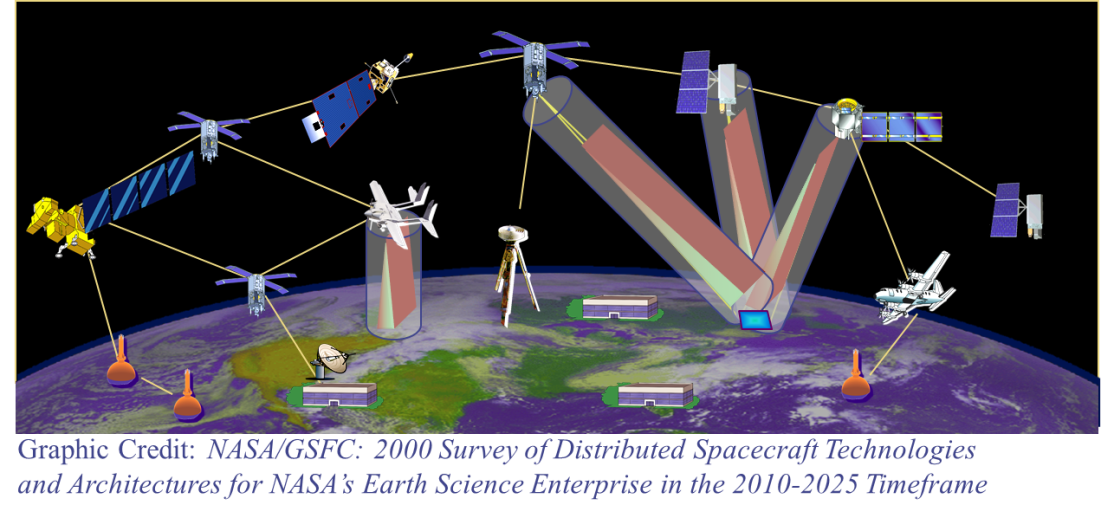 Graphic Credit: NASA/GSFC: 2000 Survey of Distributed Spacecraft Technologies
and Architectures for NASA's Earth Science Enterprise in the 2010-2025 Timeframe